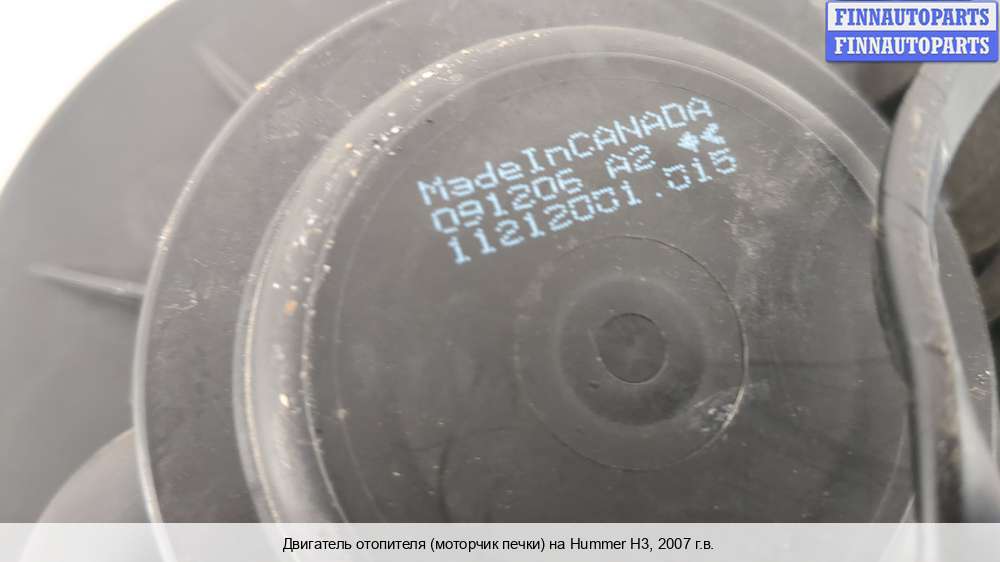 FINNAUTOPARTS
FINNAUTOPARTS
MadeInCANADA
091206 A2
11212001.015
Двигатель отопителя (моторчик печки) на Hummer H3, 2007 г.в.